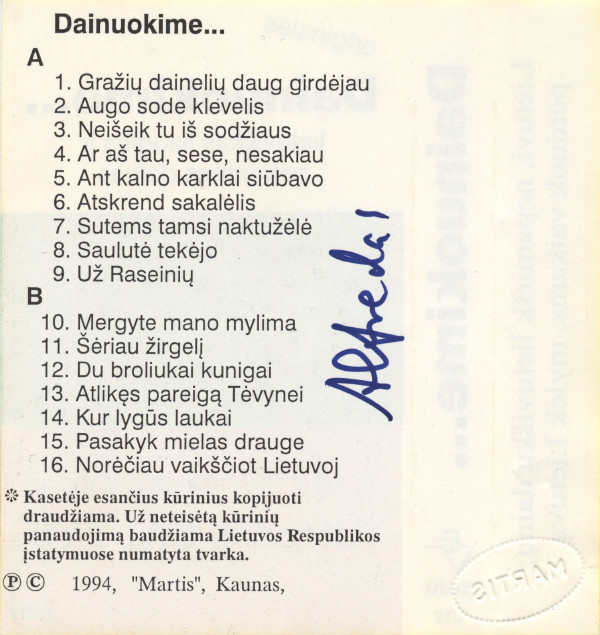 Dainuokime...
A
1. Gražių dainelių daug girdėjau
2. Augo sode klevelis
3. Neišeik tu iš sodžiaus
4. Ar aš tau, sese, nesakiau
5. Ant kalno karklai siūbavo
6. Atskrend sakalėlis
7. Sutems tamsi naktužėlė
8. Saulutė tekėjo
9. Už Raseinių
B
10. Mergyte mano mylima
11. Šėriau žirgelį
12. Du broliukai kunigai
13. Atlikęs pareigą Tėvynei
14. Kur lygūs laukai
15. Pasakyk mielas drauge
16. Norėčiau vaikščiot Lietuvoj
Alfredas
❊ Kasetėje esančius kūrinius kopijuoti
draudžiama. Už neteisėtą kūrinių
panaudojimą baudžiama Lietuvos Respublikos
įstatymuose numatyta tvarka.
Ⓟ © 1994, "Martis", Kaunas,
MARTIS